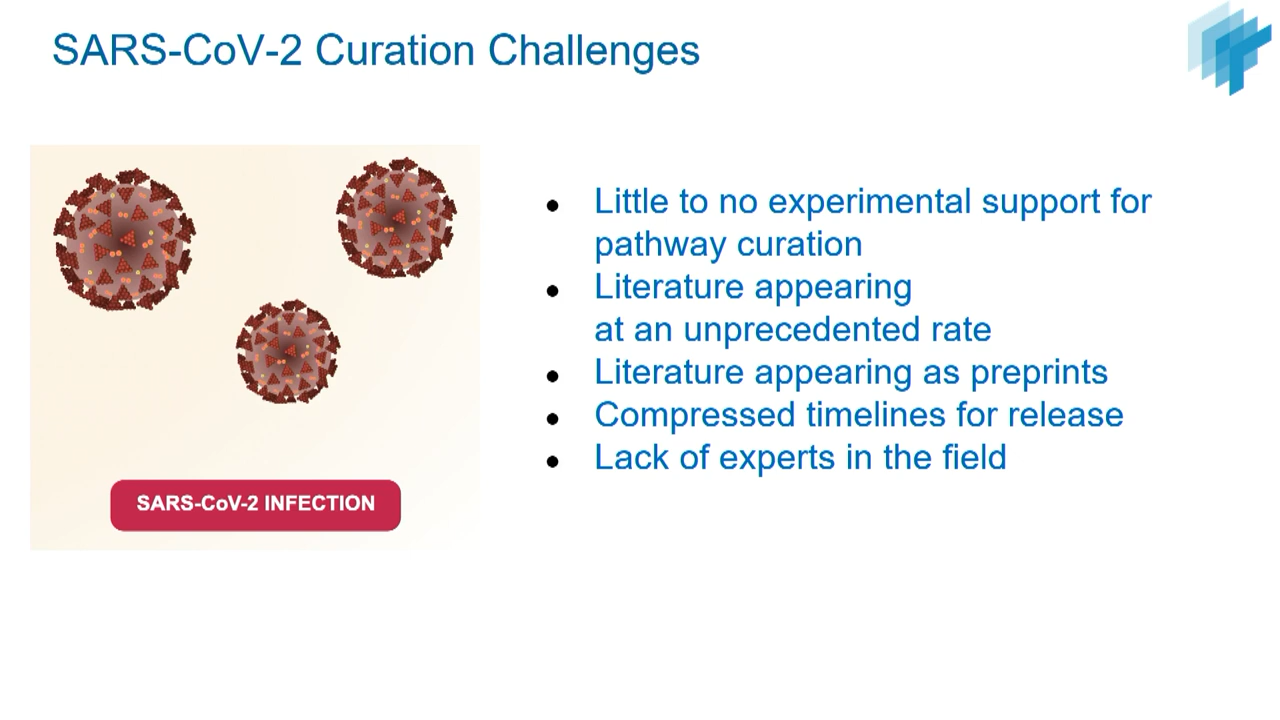 SARS-CoV-2 Curation Challenges
SARS-CoV-2 INFECTION
Little to no experimental support for
pathway curation
Literature appearing
at an unprecedented rate
Literature appearing as preprints
Compressed timelines for release
Lack of experts in the field